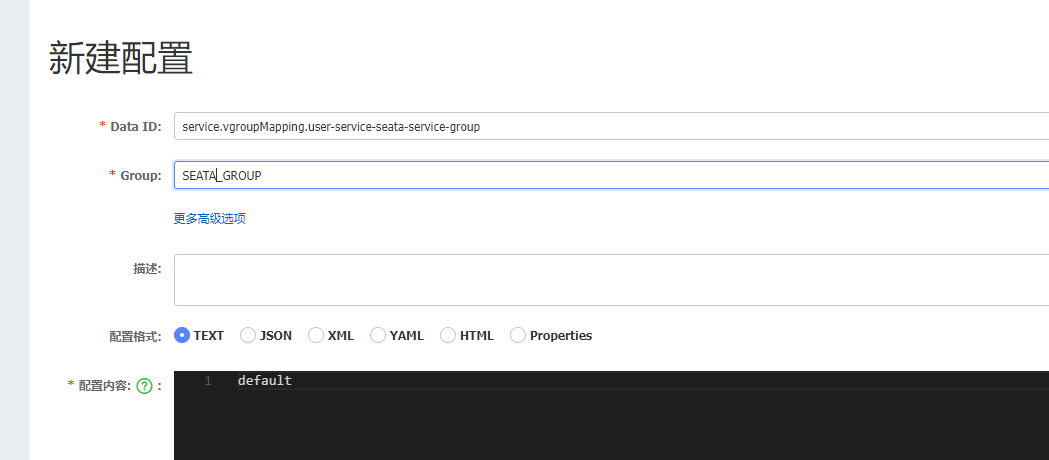 新建配置
* Data ID: service.vgroupMapping.user-service-seata-service-group
* Group: SEATA_GROUP
更多高级选项
描述:
配置格式: TEXT JSON XML YAML HTML Properties
* 配置内容: ? : 1 default